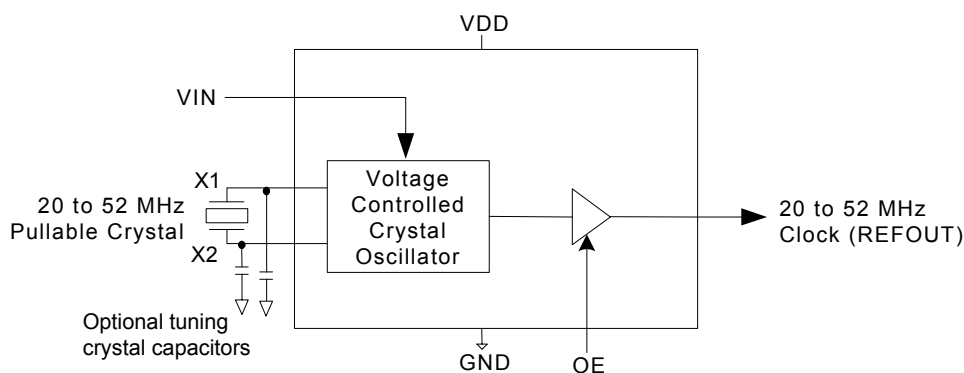 VDD
VIN
X1
20 to 52 MHz
Pullable Crystal
X2
Voltage
Controlled
Crystal
Oscillator
20 to 52 MHz
Clock (REFOUT)
Optional tuning
crystal capacitors
GND
OE